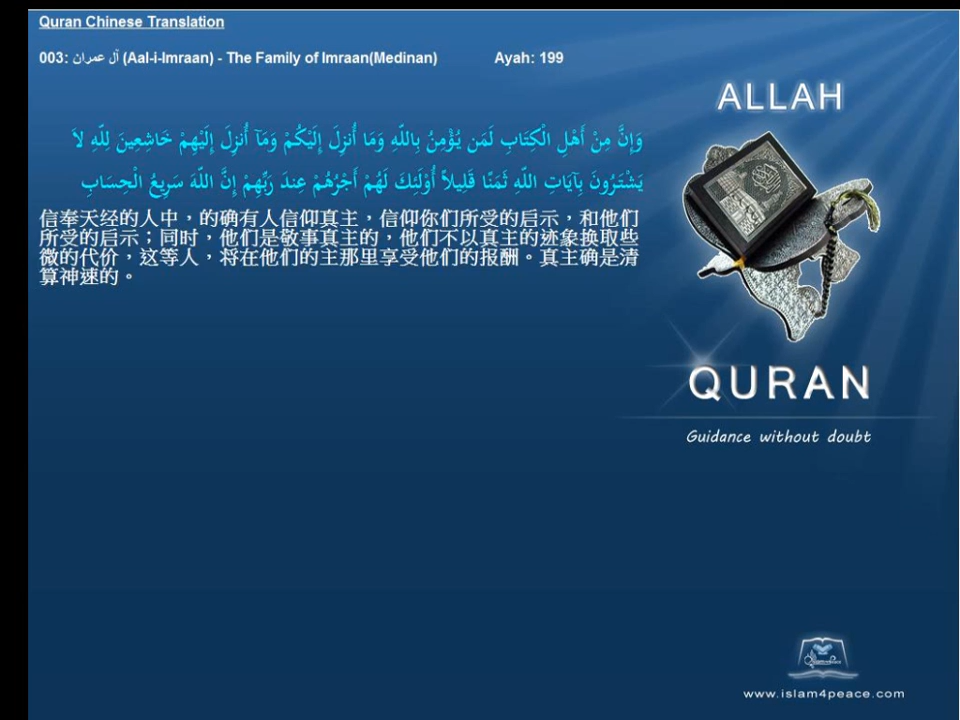 Quran Chinese Translation
003: آل عمران (Aal-i-Imraan) - The Family of Imraan(Medinan) Ayah: 199
وَإِنَّ مِنْ أَهْلِ الْكِتَابِ لَمَن يُؤْمِنُ بِاللّهِ وَمَا أُنزِلَ إِلَيْكُمْ وَمَآ أُنزِلَ إِلَيْهِمْ خَاشِعِينَ لِلّهِ لاَ
يَشْتَرُونَ بِآيَاتِ اللّهِ ثَمَنًا قَلِيلاً أُوْلَئِكَ لَهُمْ أَجْرُهُمْ عِندَ رَبِّهِمْ إِنَّ اللّهَ سَرِيعُ الْحِسَابِ
信奉天经的人中，的确有人信仰真主，信仰你们所受的启示，和他们
所受的启示；同时，他们是敬事真主的，他们不以真主的迹象换取些
微的代价，这等人，将在他们的主那里享受他们的报酬。真主确是清
算神速的。
ALLAH
QURAN
Guidance without doubt
www.islam4peace.com